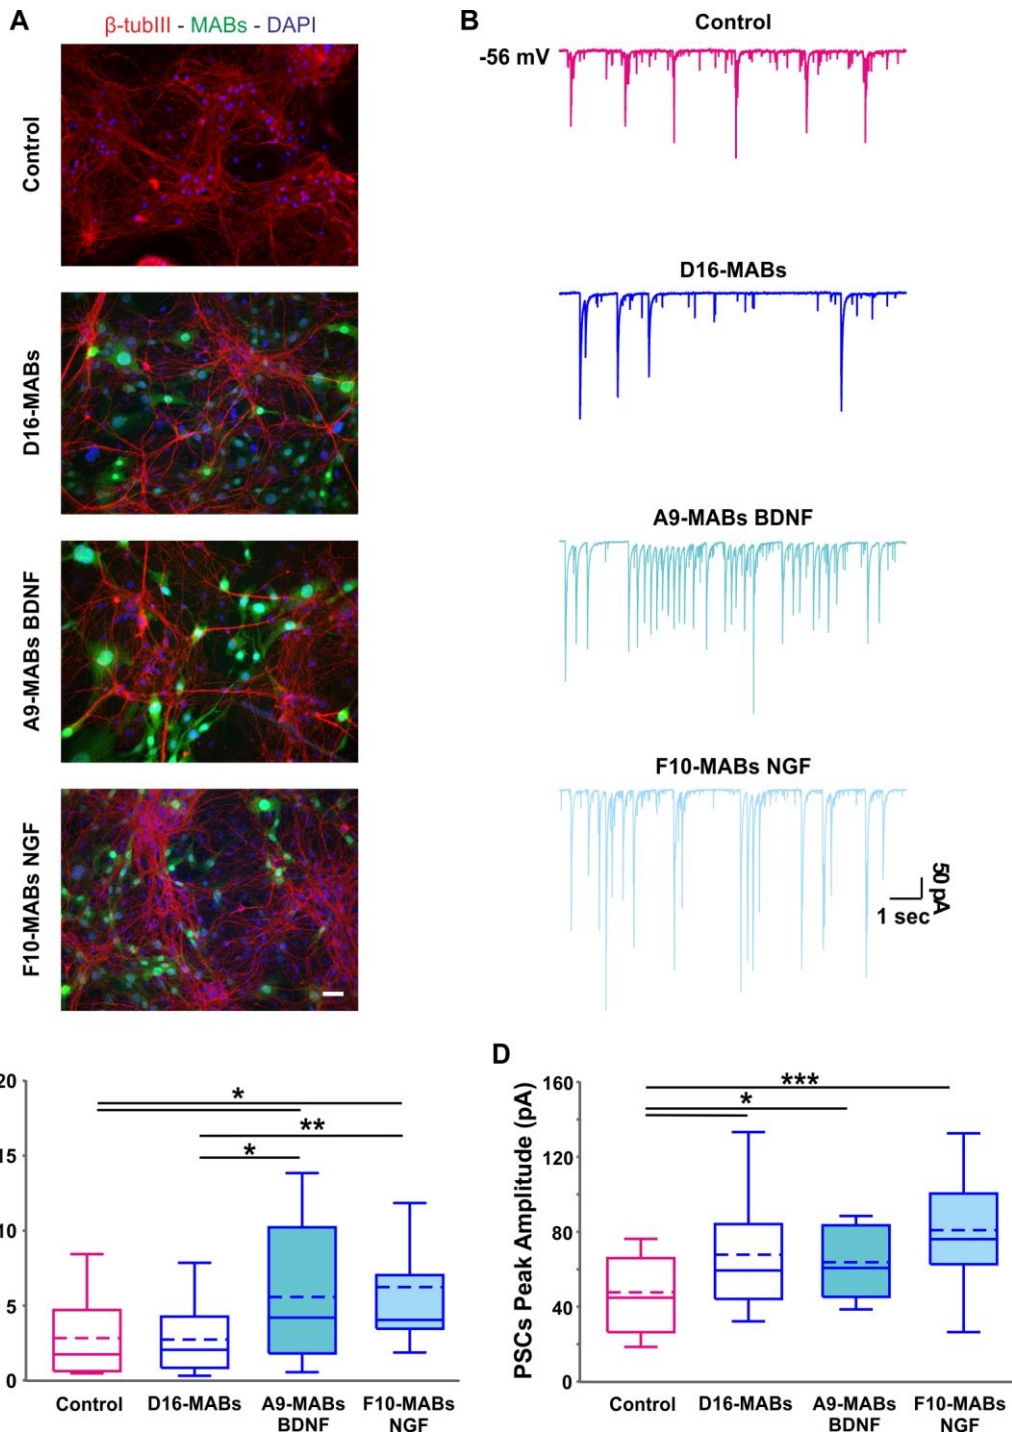 A
β-tubIII - MABs - DAPI
Control
D16-MABs
A9-MABs BDNF
F10-MABs NGF
B
Control
-56 mV
D16-MABs
A9-MABs BDNF
F10-MABs NGF
50 pA
1 sec
20
15
10
5
0
*
**
*
Control
D16-MABs
A9-MABs
BDNF
F10-MABs
NGF
D
PSCs Peak Amplitude (pA)
160
120
80
40
0
***
*
Control
D16-MABs
A9-MABs
BDNF
F10-MABs
NGF